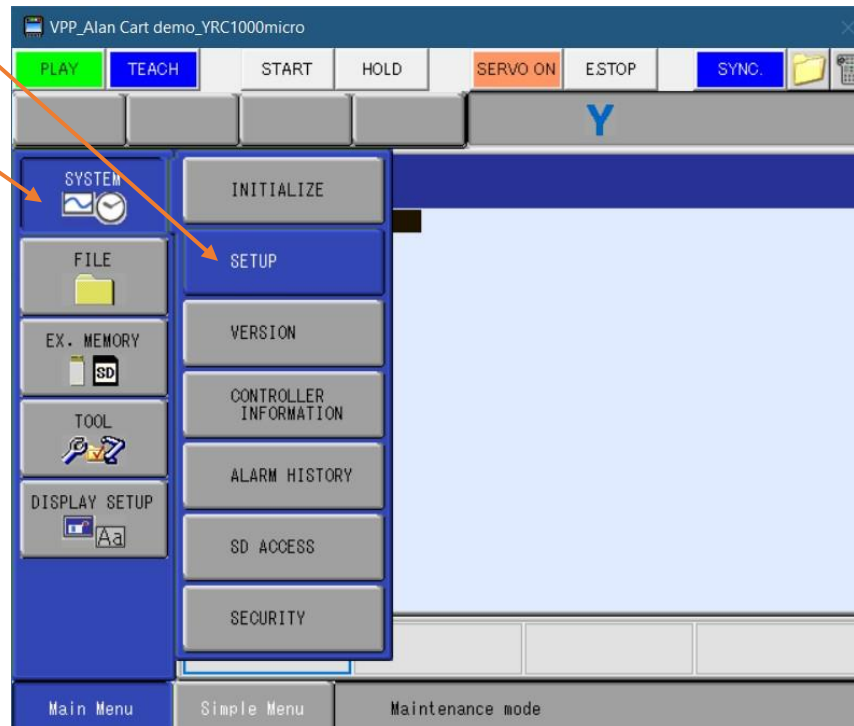 VPP_Alan Cart demo_YRC1000micro
PLAY TEACH START HOLD SERVO ON E.STOP SYNC.
Y
SYSTEM
FILE
EX. MEMORY
SD
TOOL
DISPLAY SETUP
Aa
INITIALIZE
SETUP
VERSION
CONTROLLER
INFORMATION
ALARM HISTORY
SD ACCESS
SECURITY
Main Menu Simple Menu Maintenance mode